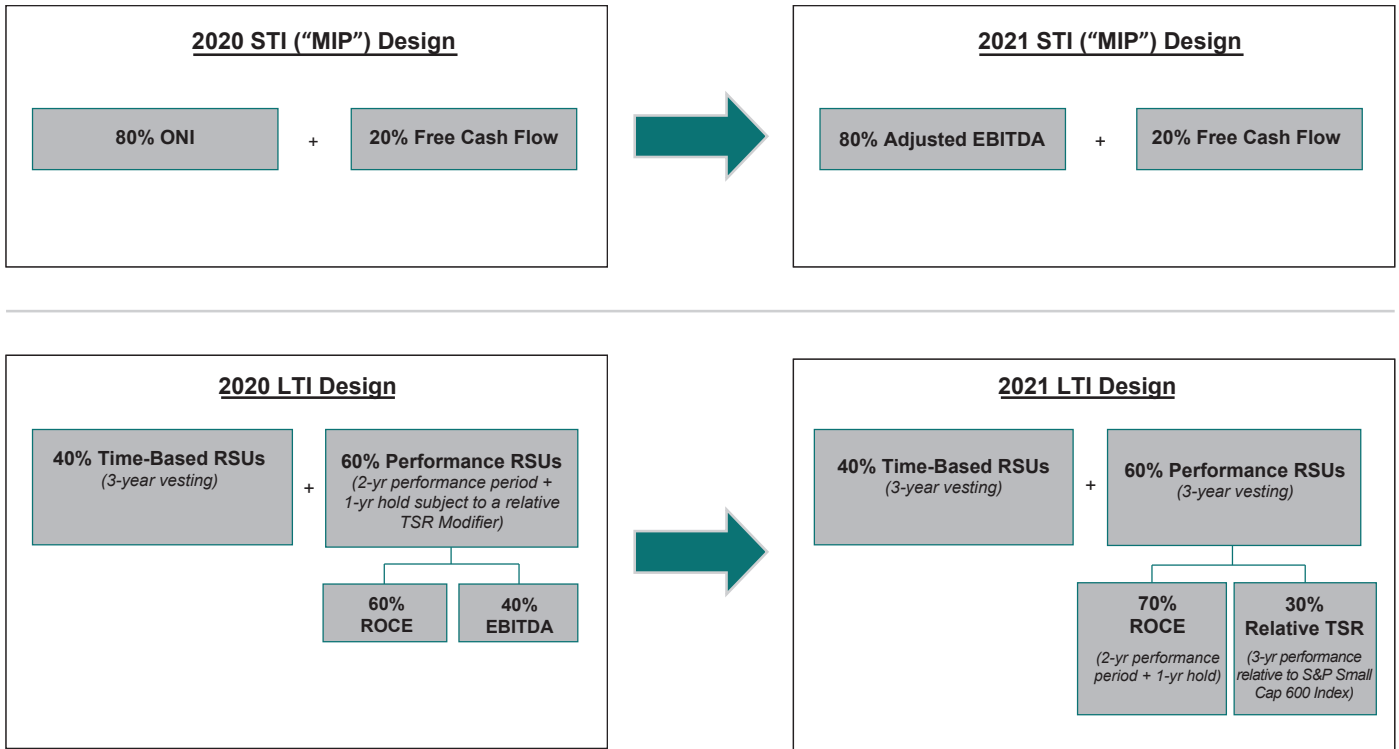 2020 STI (“MIP”) Design
80% ONI
+
20% Free Cash Flow
2021 STI (“MIP”) Design
80% Adjusted EBITDA
+
20% Free Cash Flow
2020 LTI Design
40% Time-Based RSUs
(3-year vesting)
+
60% Performance RSUs
(2-yr performance period +
1-yr hold subject to a relative
TSR Modifier)
60%
ROCE
40%
EBITDA
2021 LTI Design
40% Time-Based RSUs
(3-year vesting)
+
60% Performance RSUs
(3-year vesting)
70%
ROCE
(2-yr performance
period + 1-yr hold)
30%
Relative TSR
(3-yr performance
relative to S&P Small
Cap 600 Index)